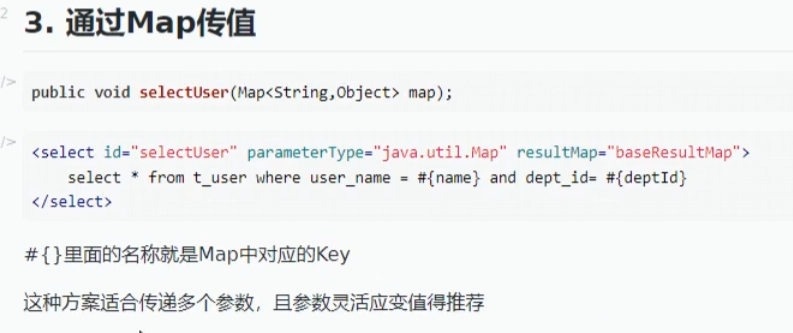 2
3. 通过Map传值
/>
public void selectUser(Map<String,Object> map);
/>
<select id="selectUser" parameterType="java.util.Map" resultMap="baseResultMap">
select * from t_user where user_name = #{name} and dept_id= #{deptId}
</select>
#{}里面的名称就是Map中对应的Key
这种方案适合传递多个参数，且参数灵活应变值得推荐